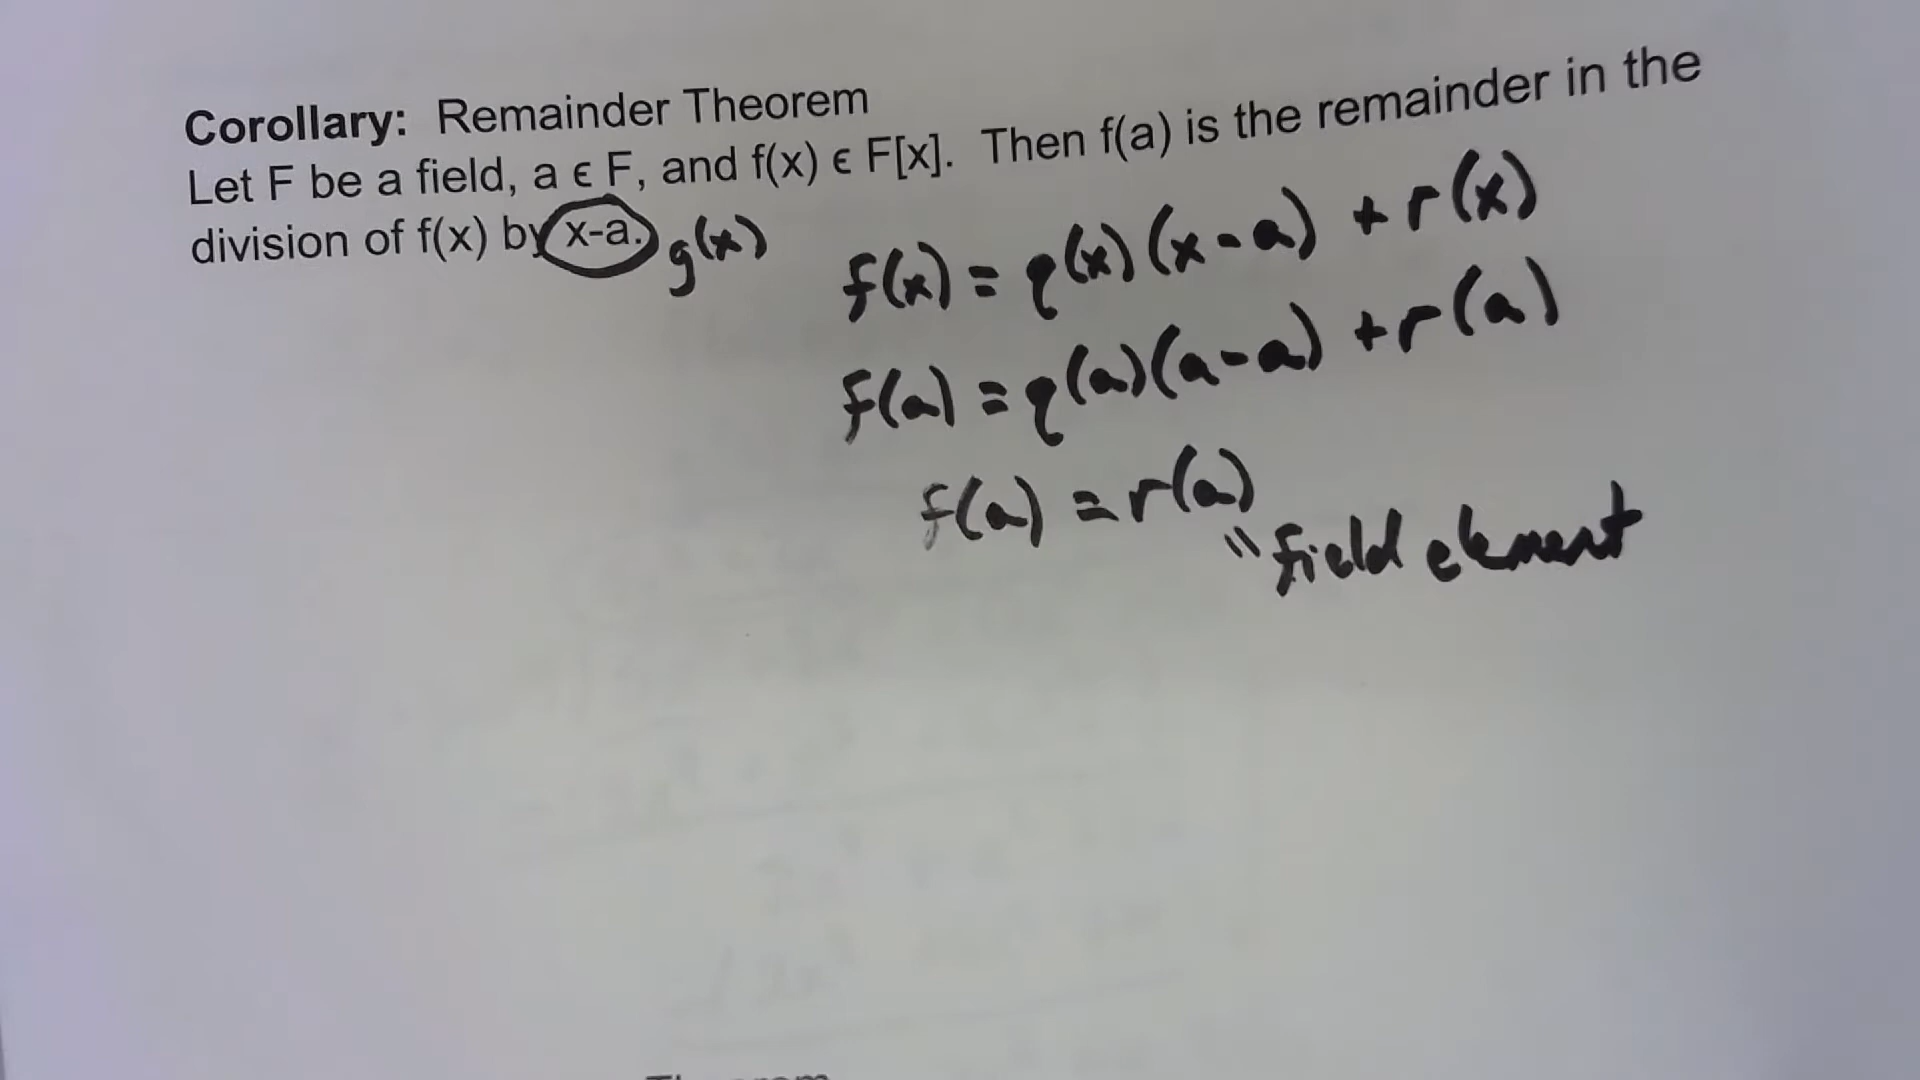 Corollary: Remainder Theorem
Let F be a field, a ϵ F, and f(x) ϵ F[x]. Then f(a) is the remainder in the
division of f(x) by x-a. g(x)
f(x) = q(x)(x-a) + r(x)
f(a) = q(a)(a-a) + r(a)
f(a) = r(a)
" field element